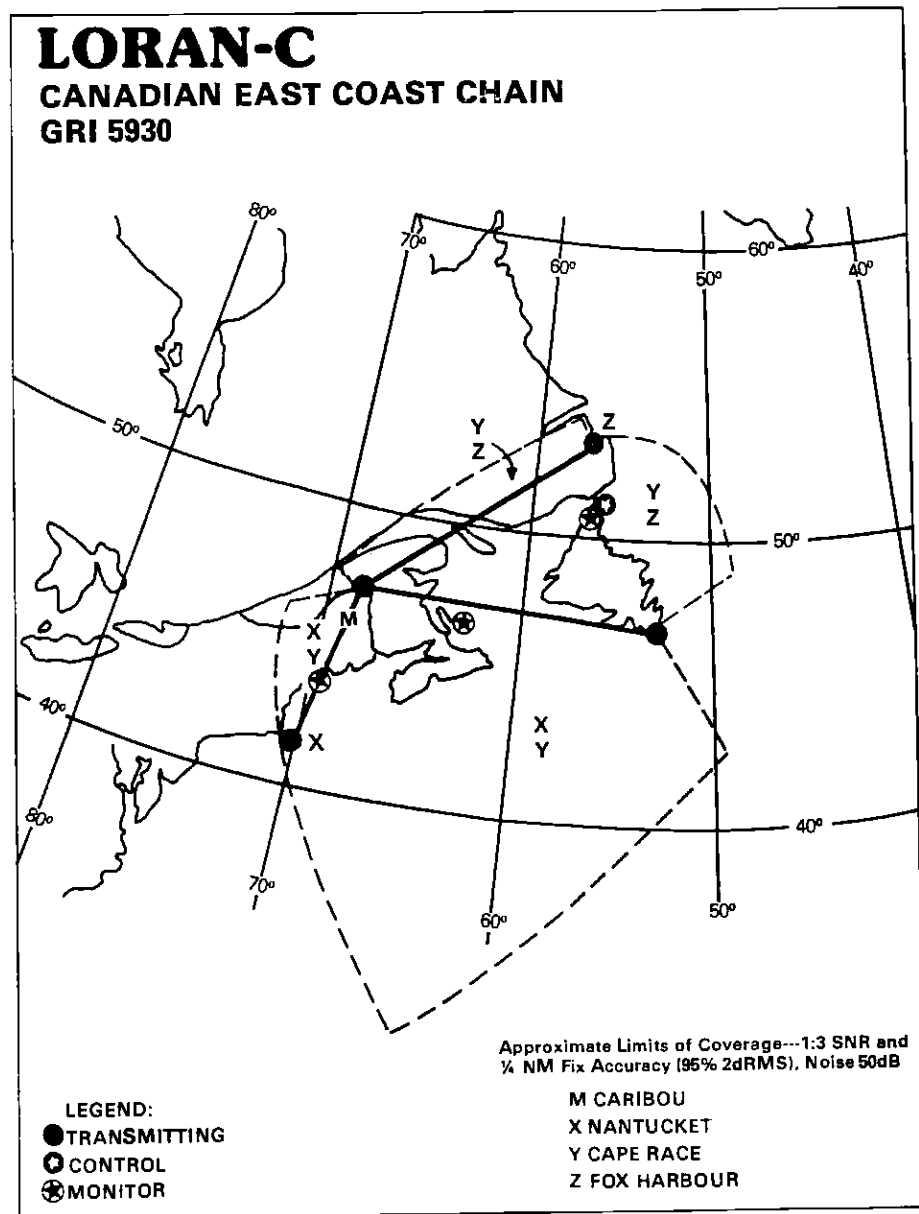 LORAN-C
CANADIAN EAST COAST CHAIN
GRI 5930
80°
70°
60°
60°
50°
40°
50°
Y
Z
Z
Y
Z
50°
M
X
Y
X
X
Y
40°
80°
70°
60°
40°
50°
Approximate Limits of Coverage---1:3 SNR and
¼ NM Fix Accuracy (95% 2dRMS), Noise 50dB
LEGEND:
TRANSMITTING
CONTROL
MONITOR
M CARIBOU
X NANTUCKET
Y CAPE RACE
Z FOX HARBOUR